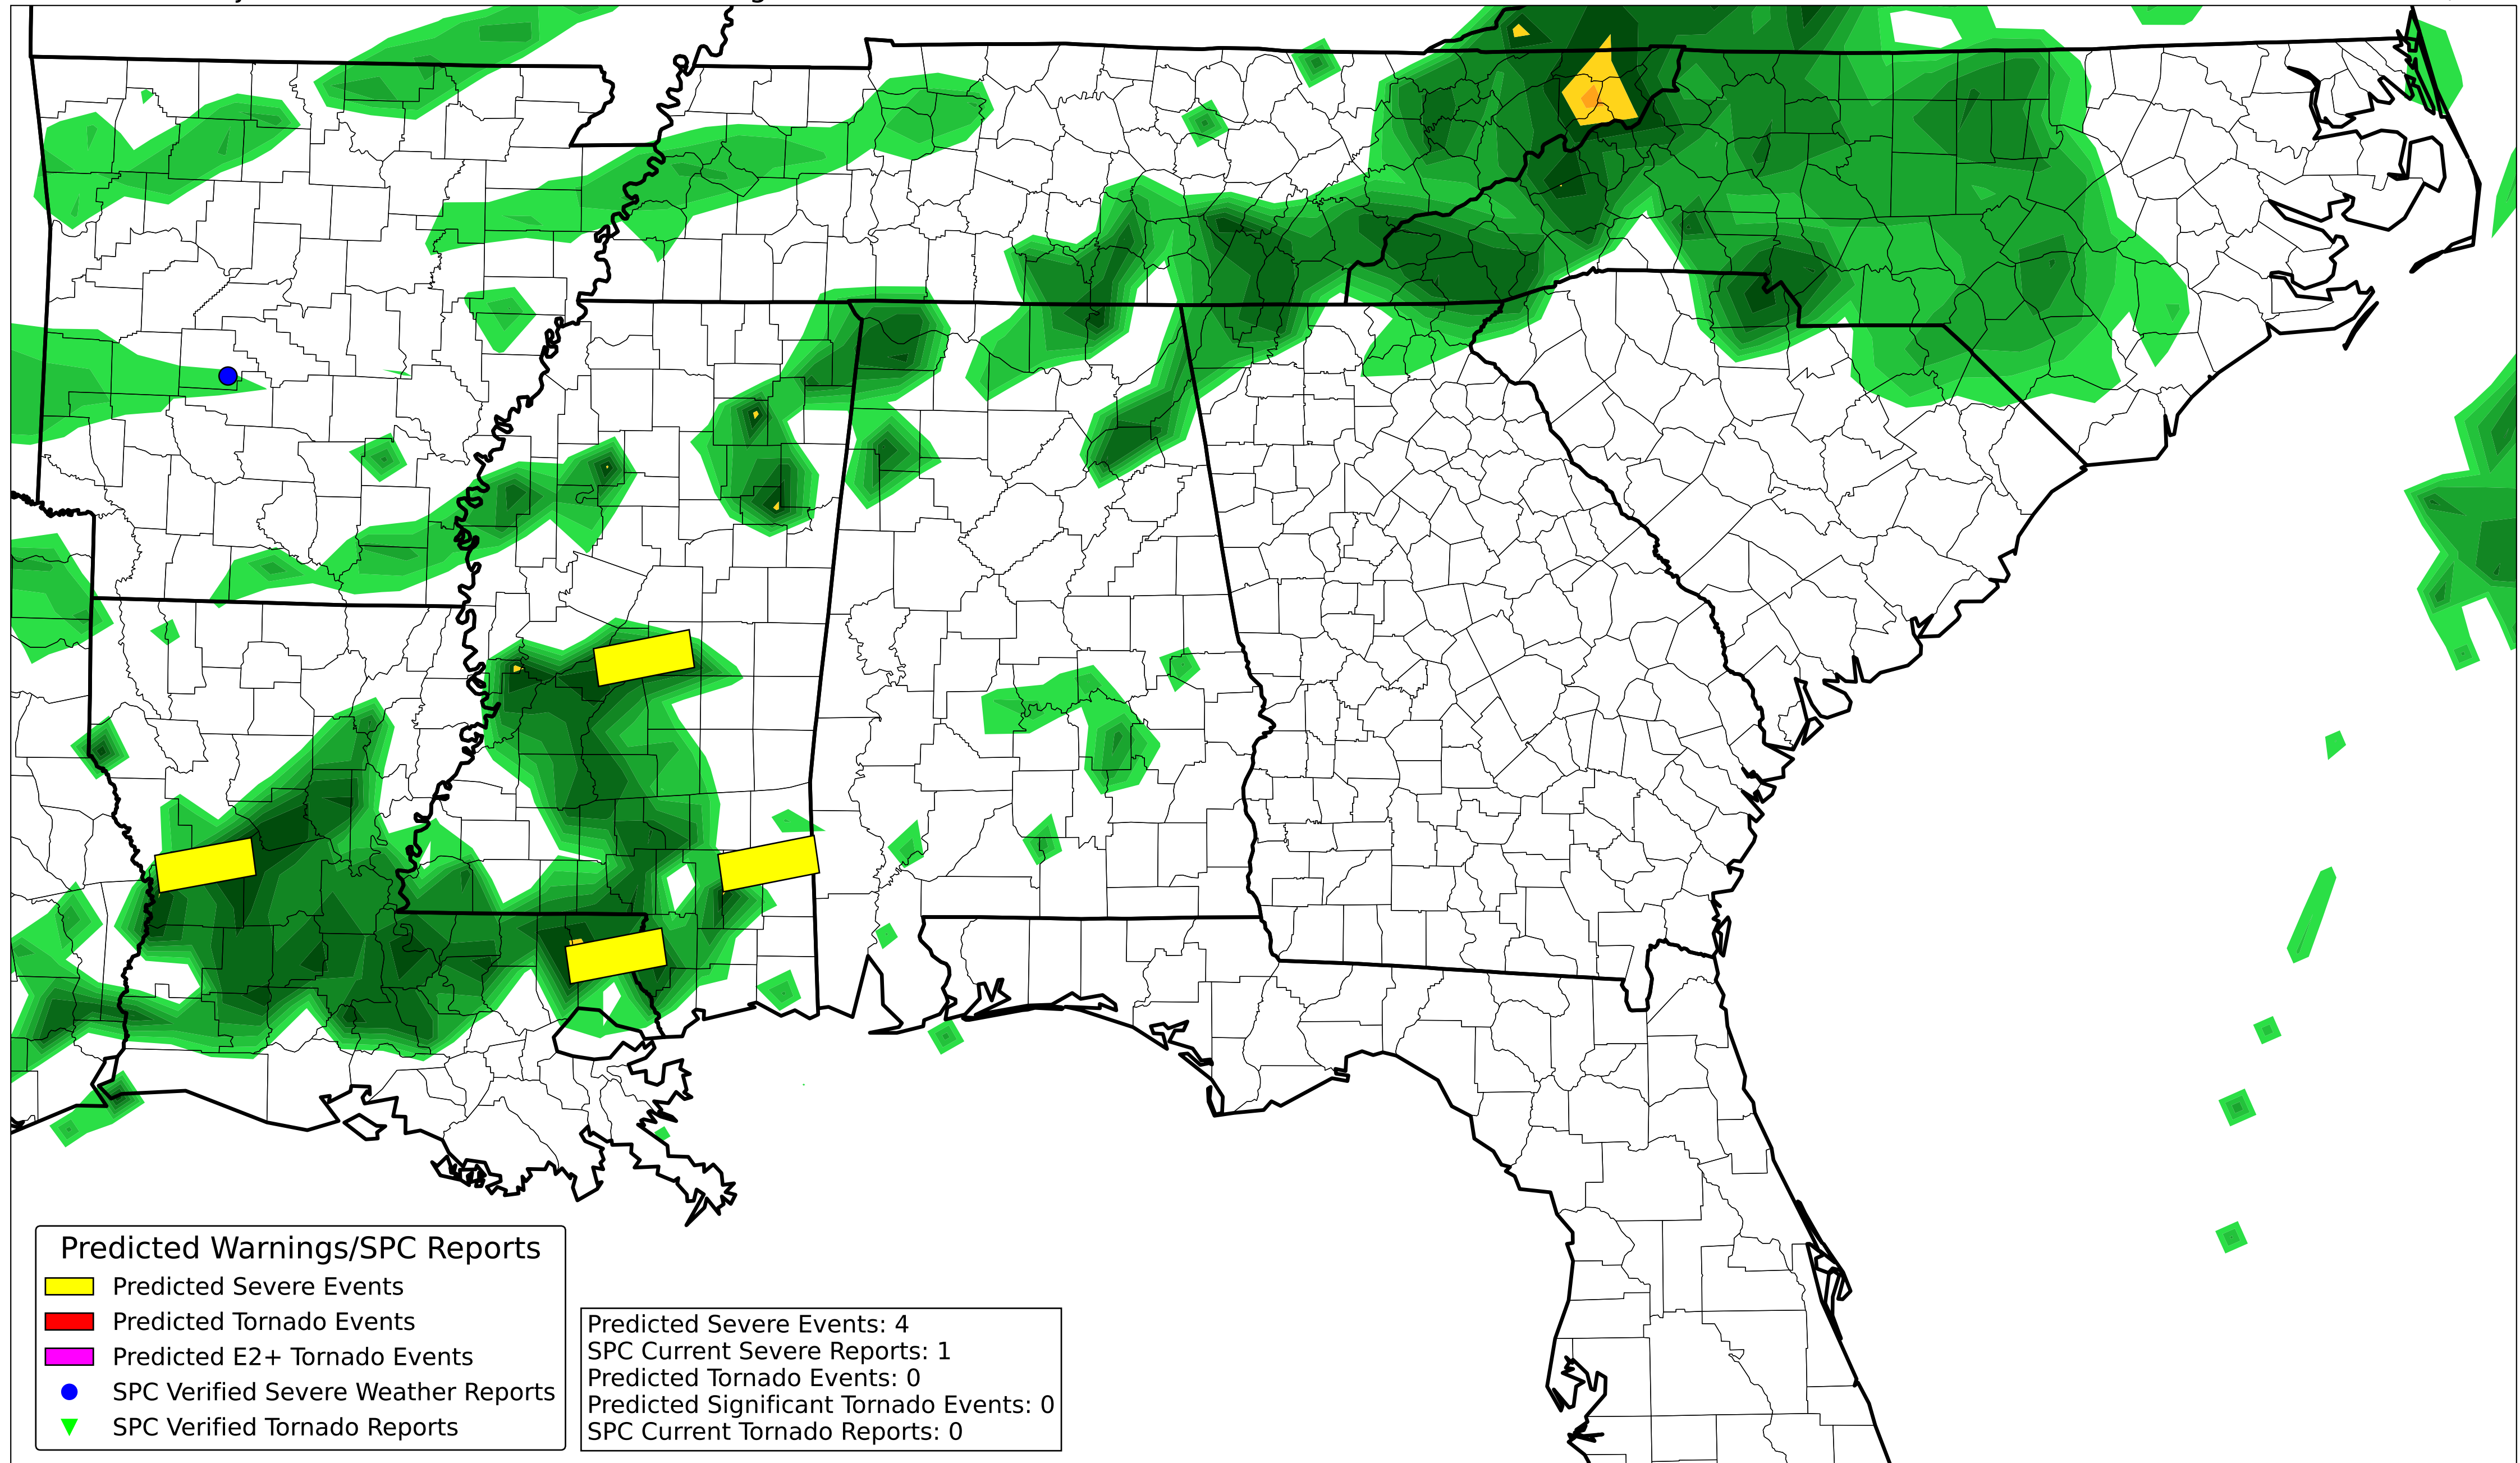 Predicted Warnings/SPC Reports
Predicted Severe Events
Predicted Tornado Events
Predicted E2+ Tornado Events
SPC Verified Severe Weather Reports
SPC Verified Tornado Reports
Predicted Severe Events: 4
SPC Current Severe Reports: 1
Predicted Tornado Events: 0
Predicted Significant Tornado Events: 0
SPC Current Tornado Reports: 0